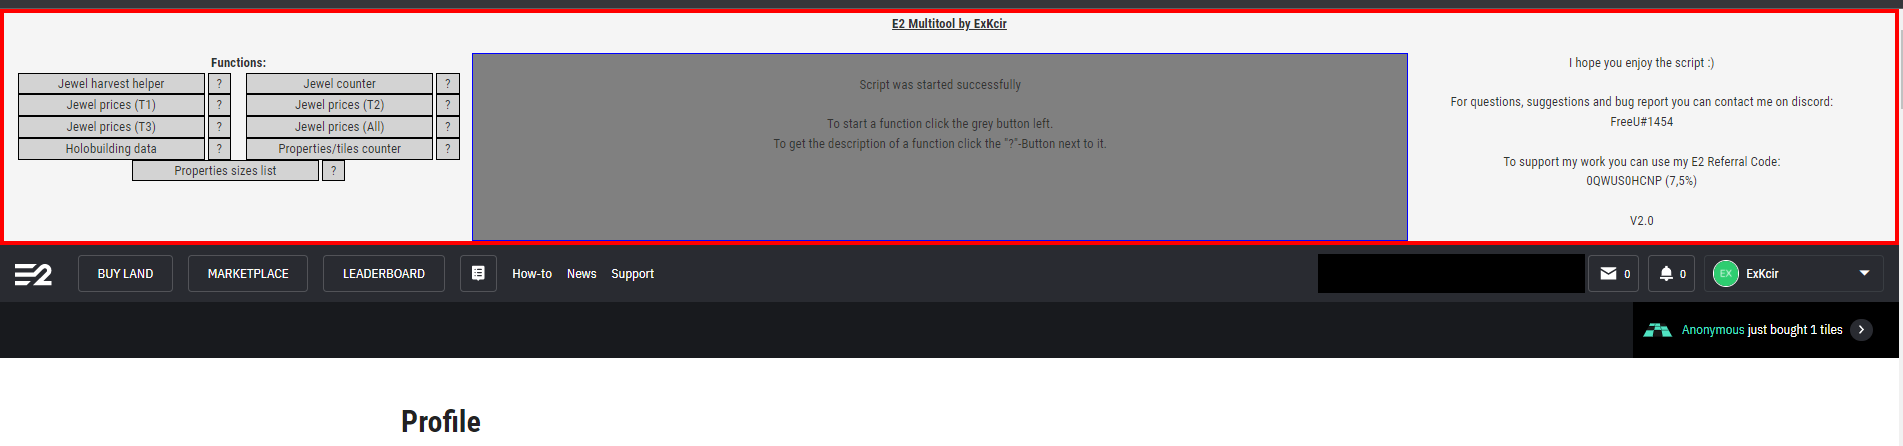 E2 Multitool by ExKcir
Functions:
Jewel harvest helper ? Jewel counter ?
Jewel prices (T1) ? Jewel prices (T2) ?
Jewel prices (T3) ? Jewel prices (All) ?
Holobuilding data ? Properties/tiles counter ?
Properties sizes list ?
Script was started successfully
To start a function click the grey button left.
To get the description of a function click the "?"-Button next to it.
I hope you enjoy the script :)
For questions, suggestions and bug report you can contact me on discord:
FreeU#1454
To support my work you can use my E2 Referral Code:
0QWUS0HCNP (7,5%)
V2.0
E2 BUY LAND MARKETPLACE LEADERBOARD How-to News Support 0 0 EX ExKcir
Anonymous just bought 1 tiles
Profile